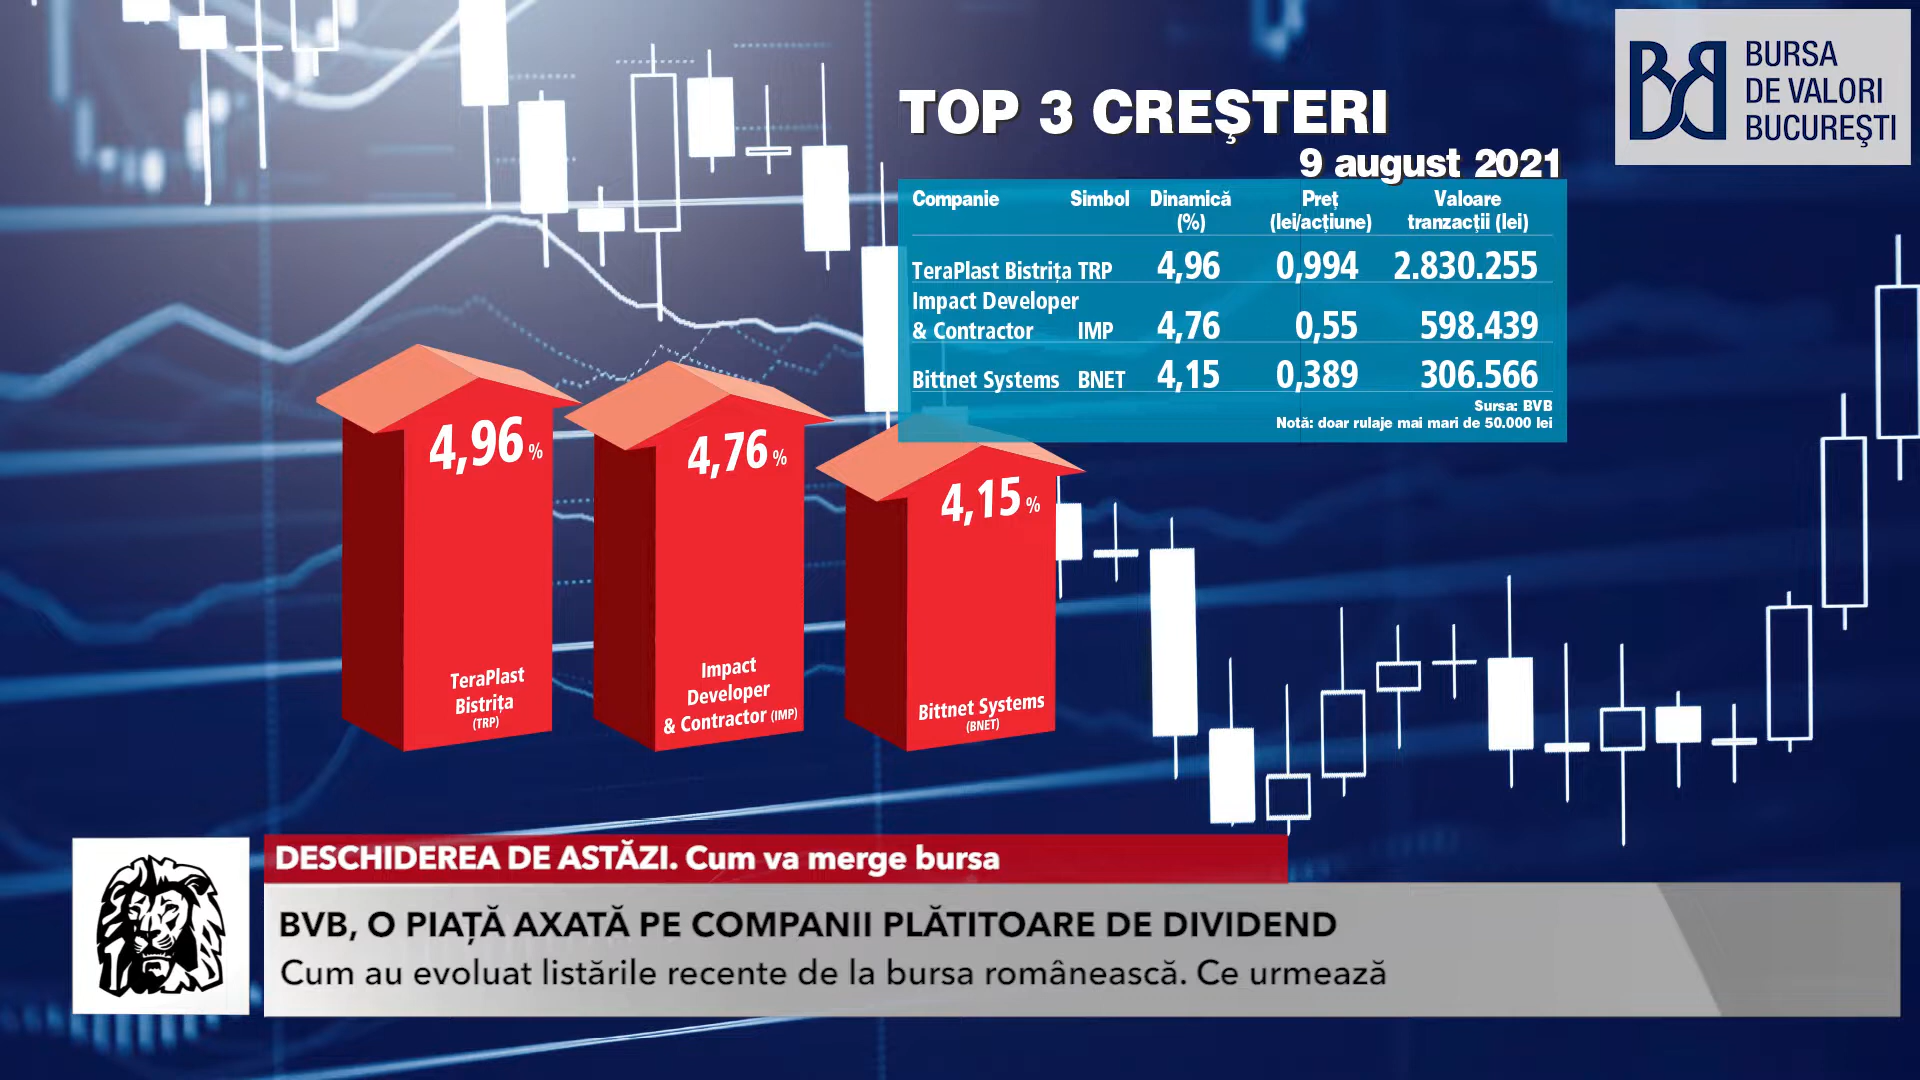 BURSA
DE VALORI
BUCUREŞTI
TOP 3 CREŞTERI
9 august 2021
Companie Simbol Dinamică (%) Preț (lei/acțiune) Valoare tranzacții (lei)
TeraPlast Bistrița TRP 4,96 0,994 2.830.255
Impact Developer
& Contractor IMP 4,76 0,55 598.439
Bittnet Systems BNET 4,15 0,389 306.566
Sursa: BVB
Notă: doar rulaje mai mari de 50.000 lei
4,96 %
TeraPlast
Bistrița
(TRP)
4,76 %
Impact
Developer
& Contractor (IMP)
4,15 %
Bittnet Systems
(BNET)
DESCHIDEREA DE ASTĂZI. Cum va merge bursa
BVB, O PIAȚĂ AXATĂ PE COMPANII PLĂTITOARE DE DIVIDEND
Cum au evoluat listările recente de la bursa românească. Ce urmează